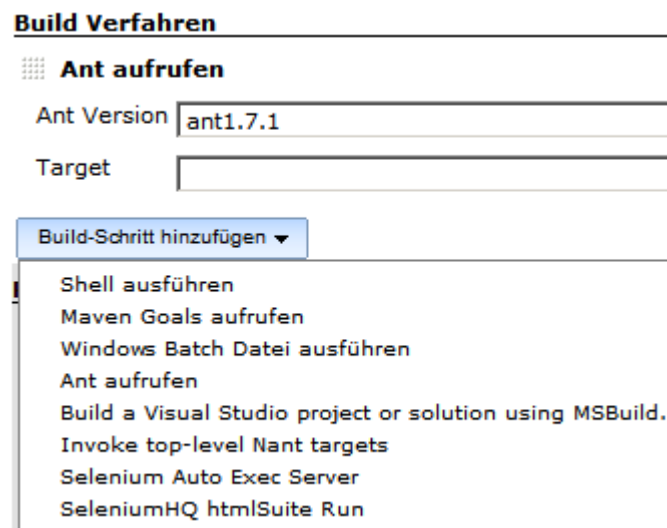 Build Verfahren
Ant aufrufen
Ant Version ant1.7.1
Target
Build-Schritt hinzufügen
Shell ausführen
Maven Goals aufrufen
Windows Batch Datei ausführen
Ant aufrufen
Build a Visual Studio project or solution using MSBuild.
Invoke top-level Nant targets
Selenium Auto Exec Server
SeleniumHQ htmlSuite Run